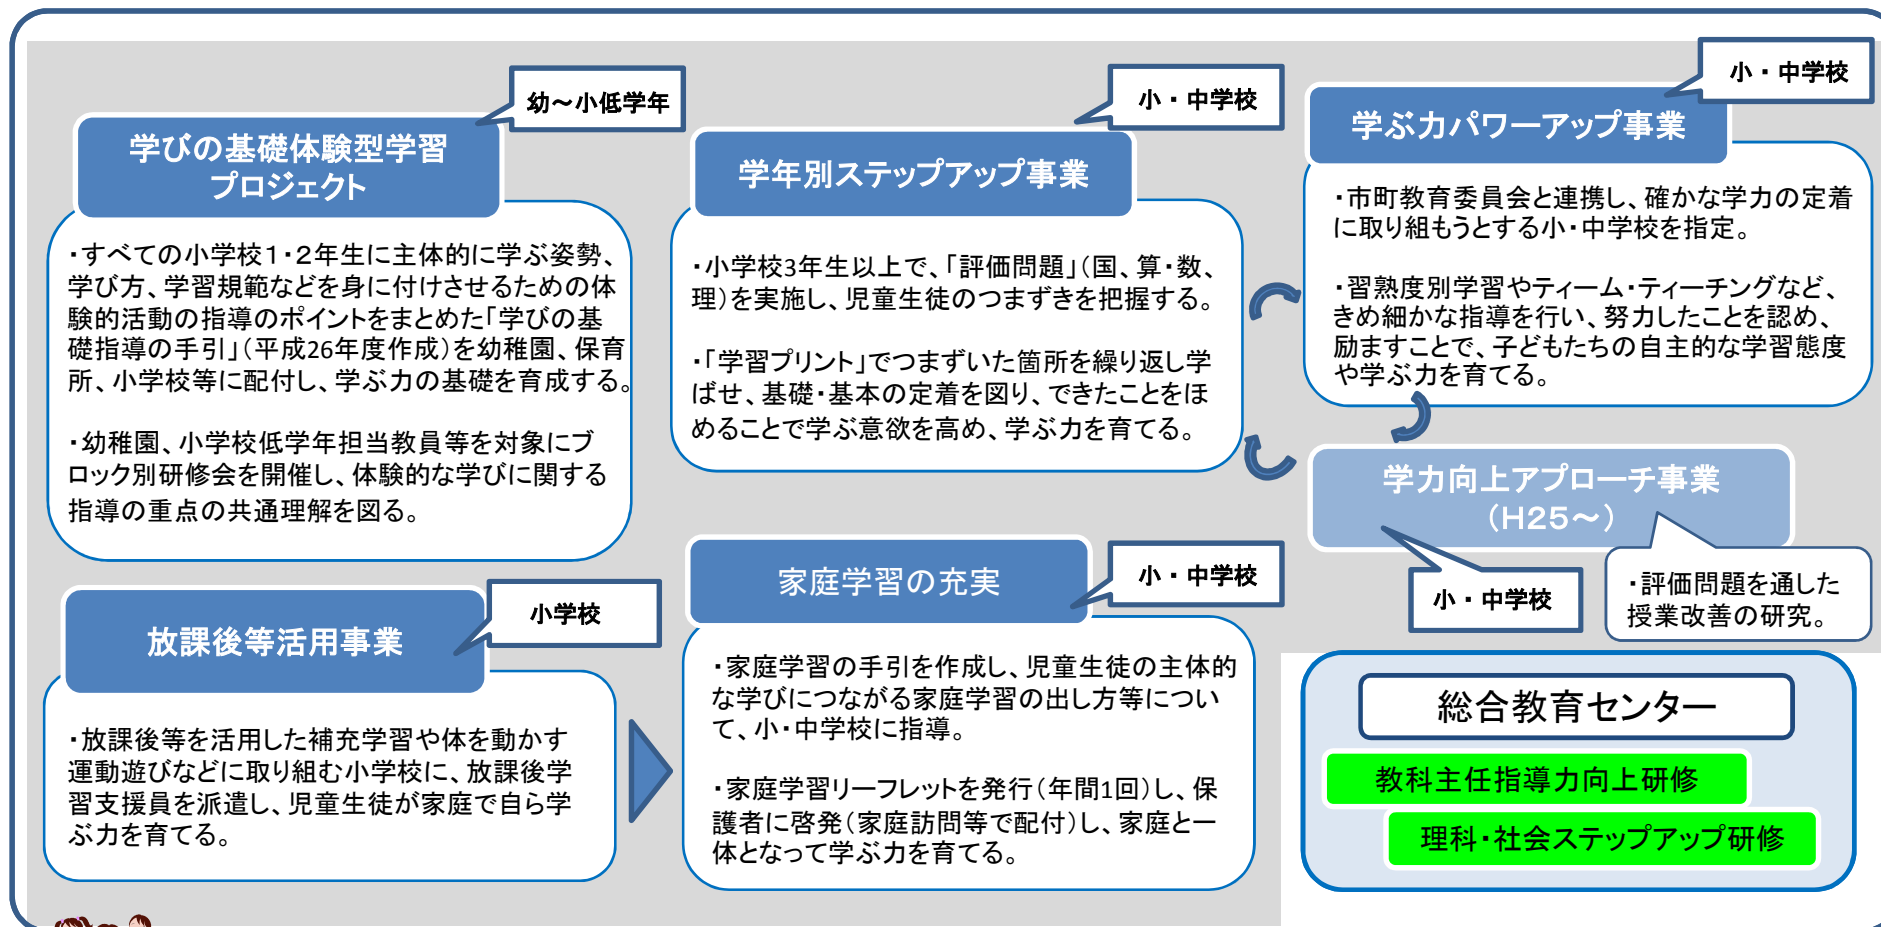 幼～小低学年
学びの基礎体験型学習
プロジェクト
・すべての小学校１・２年生に主体的に学ぶ姿勢、
学び方、学習規範などを身に付けさせるための体
験的活動の指導のポイントをまとめた「学びの基
礎指導の手引」（平成26年度作成）を幼稚園、保育
所、小学校等に配付し、学ぶ力の基礎を育成する。
・幼稚園、小学校低学年担当教員等を対象にブ
ロック別研修会を開催し、体験的な学びに関する
指導の重点の共通理解を図る。
小・中学校
学年別ステップアップ事業
・小学校3年生以上で、「評価問題」（国、算・数、
理）を実施し、児童生徒のつまずきを把握する。
・「学習プリント」でつまずいた箇所を繰り返し学
ばせ、基礎・基本の定着を図り、できたことをほ
めることで学ぶ意欲を高め、学ぶ力を育てる。
小・中学校
学ぶ力パワーアップ事業
・市町教育委員会と連携し、確かな学力の定着
に取り組もうとする小・中学校を指定。
・習熟度別学習やティーム・ティーチングなど、
きめ細かな指導を行い、努力したことを認め、
励ますことで、子どもたちの自主的な学習態度
や学ぶ力を育てる。
学力向上アプローチ事業
（Ｈ２５～）
小・中学校
・評価問題を通した
授業改善の研究。
小学校
放課後等活用事業
・放課後等を活用した補充学習や体を動かす
運動遊びなどに取り組む小学校に、放課後学
習支援員を派遣し、児童生徒が家庭で自ら学
ぶ力を育てる。
小・中学校
家庭学習の充実
・家庭学習の手引を作成し、児童生徒の主体的
な学びにつながる家庭学習の出し方等につい
て、小・中学校に指導。
・家庭学習リーフレットを発行（年間1回）し、保
護者に啓発（家庭訪問等で配付）し、家庭と一
体となって学ぶ力を育てる。
総合教育センター
教科主任指導力向上研修
理科・社会ステップアップ研修